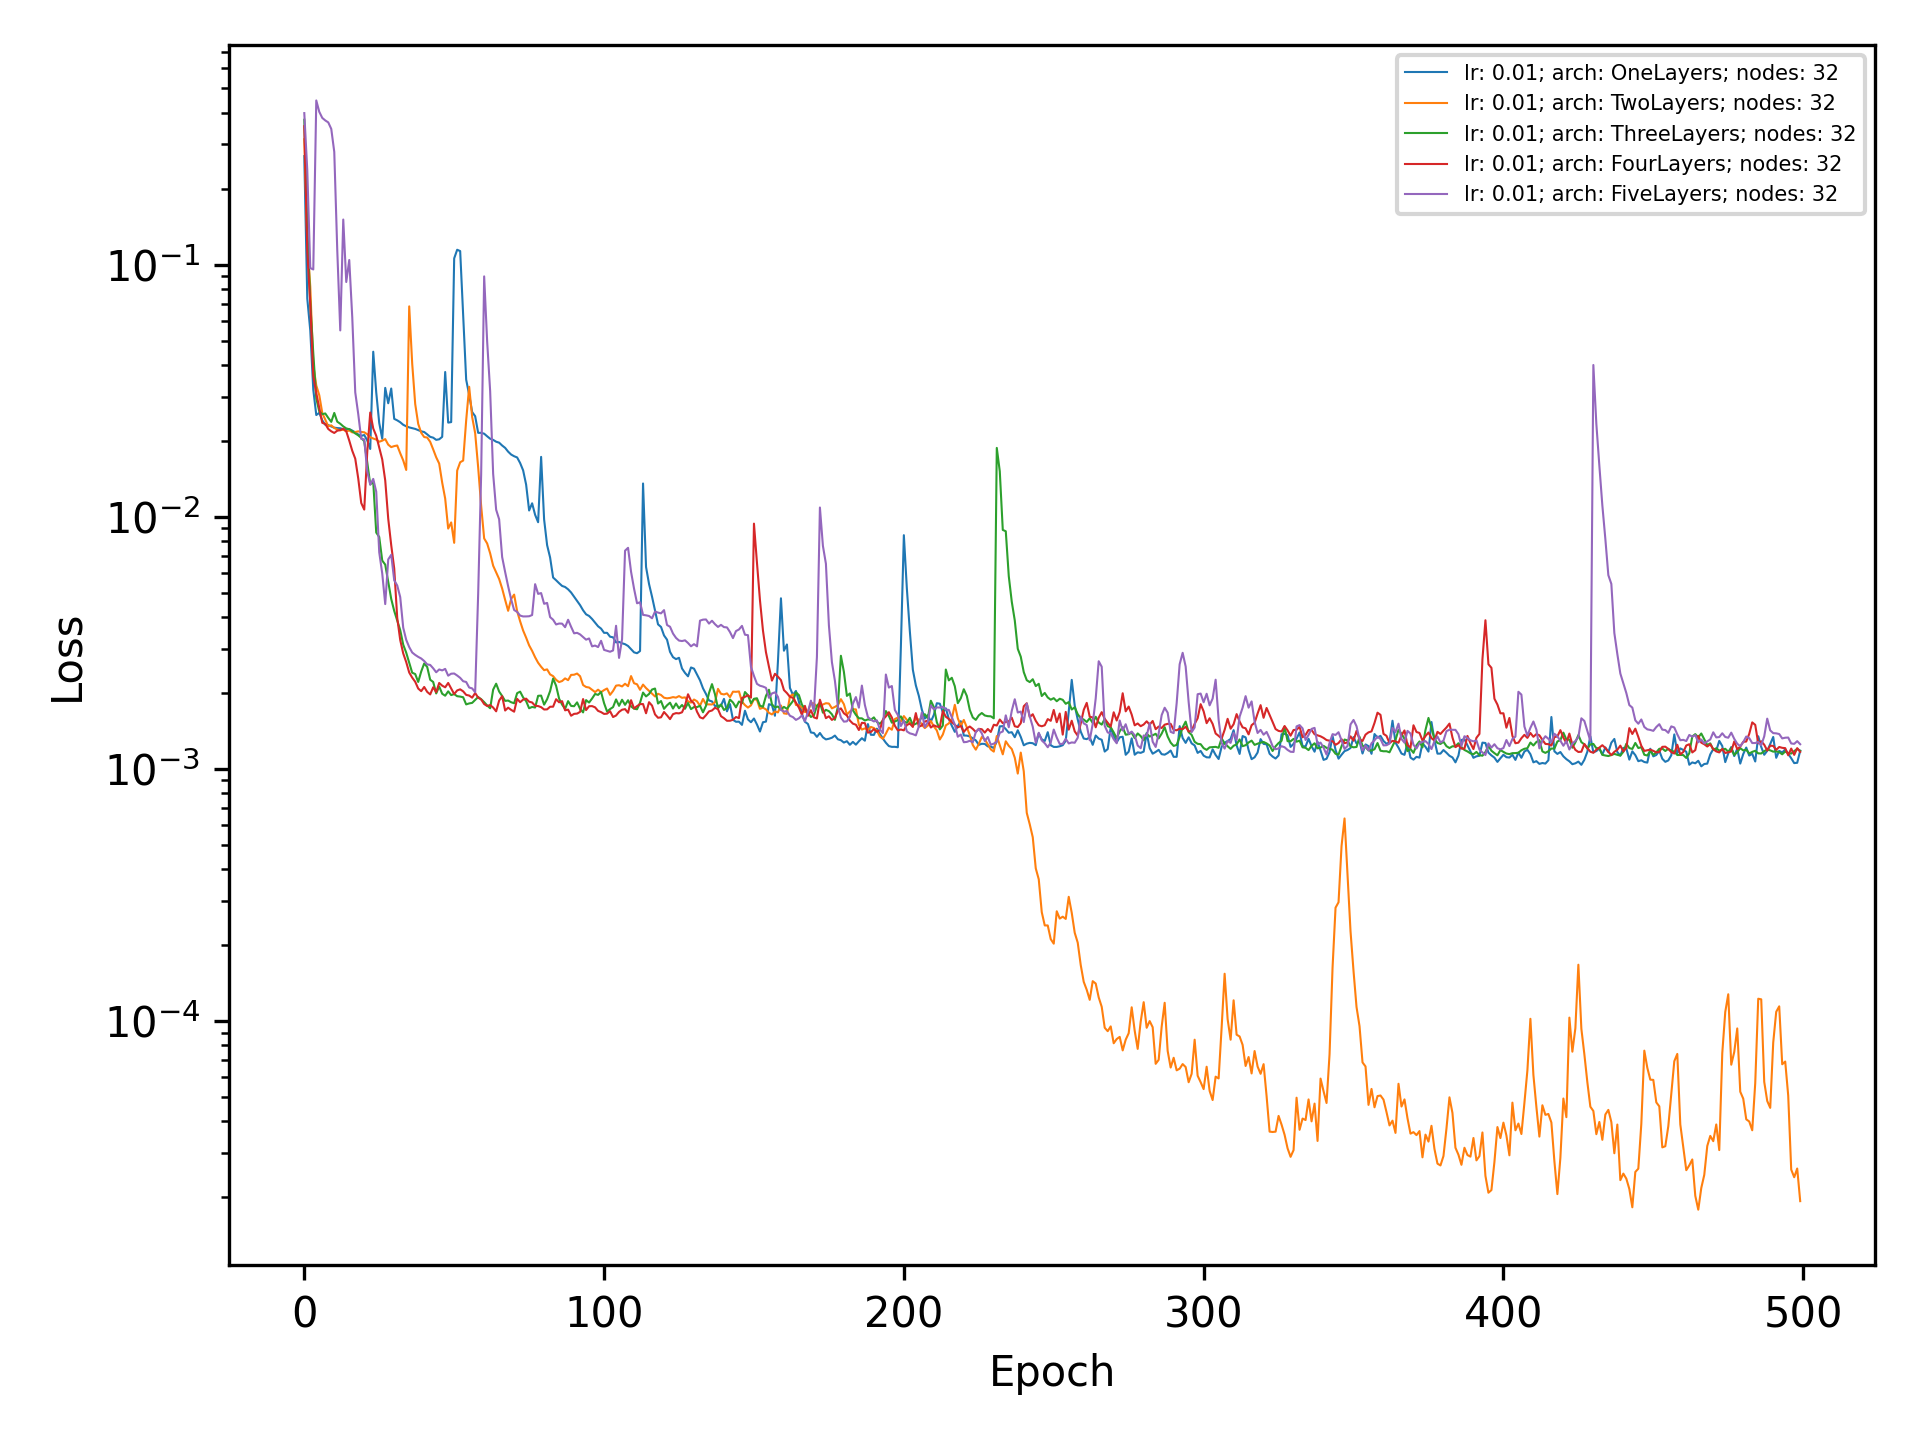 lr: 0.01; arch: OneLayers; nodes: 32
lr: 0.01; arch: TwoLayers; nodes: 32
lr: 0.01; arch: ThreeLayers; nodes: 32
lr: 0.01; arch: FourLayers; nodes: 32
lr: 0.01; arch: FiveLayers; nodes: 32
10⁻¹
10⁻²
10⁻³
10⁻⁴
Loss
0 100 200 300 400 500
Epoch